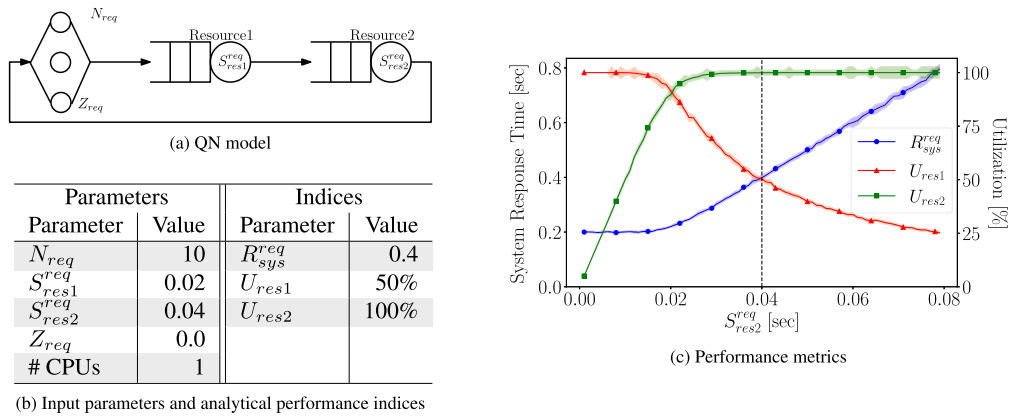 N_req
Resource1
Resource2
S^req_res1
S^req_res2
Z_req
(a) QN model
Parameters Indices
Parameter Value Parameter Value
N_req 10 R^req_sys 0.4
S^req_res1 0.02 U_res1 50%
S^req_res2 0.04 U_res2 100%
Z_req 0.0
# CPUs 1
(b) Input parameters and analytical performance indices
System Response Time [sec]
0.8
0.6
0.4
0.2
0.0
R^req_sys
U_res1
U_res2
100
75
50
25
0
Utilization [%]
0.00 0.02 0.04 0.06 0.08
S^req_res2 [sec]
(c) Performance metrics